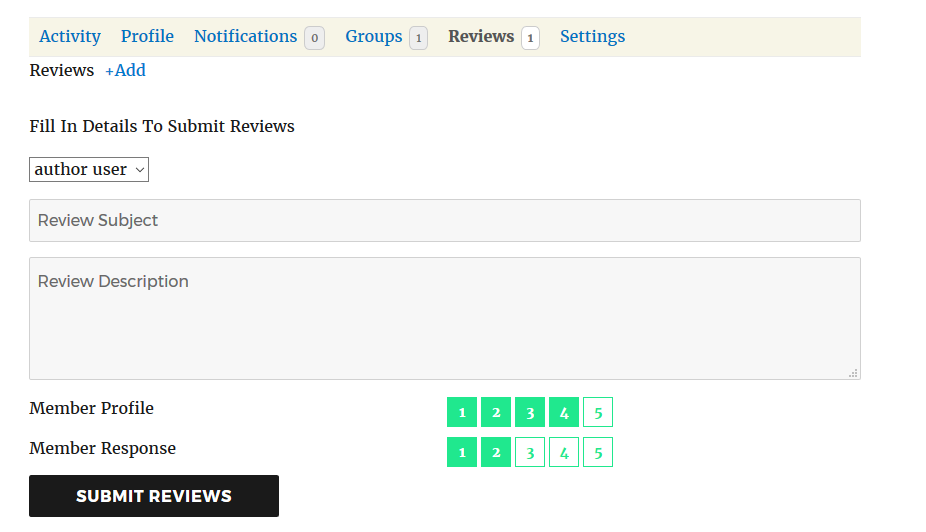 Activity Profile Notifications 0 Groups 1 Reviews 1 Settings
Reviews +Add
Fill In Details To Submit Reviews
author user
Review Subject
Review Description
Member Profile 1 2 3 4 5
Member Response 1 2 3 4 5
SUBMIT REVIEWS